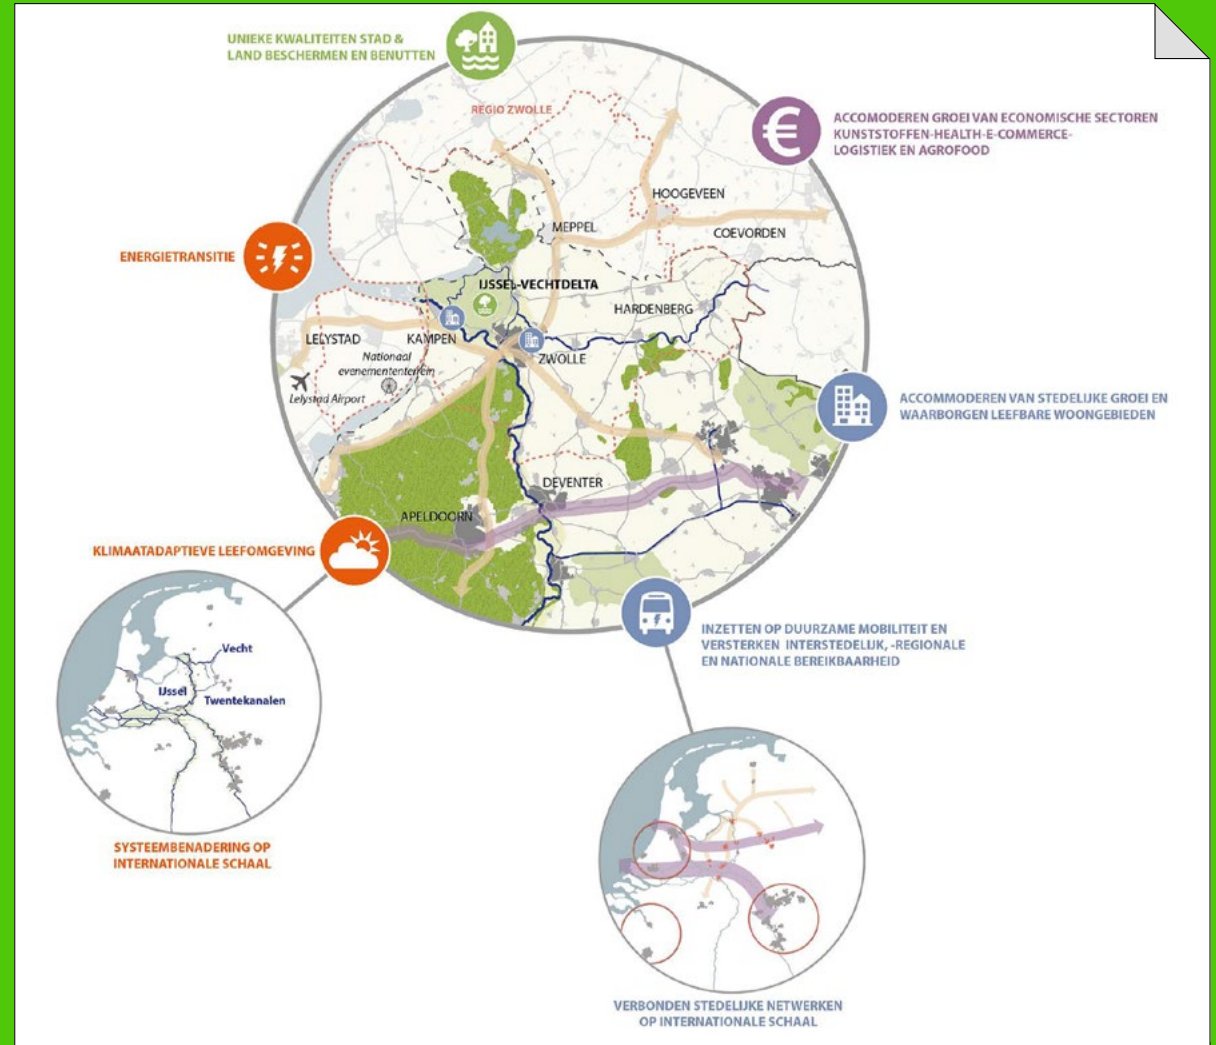 UNIEKE KWALITEITEN STAD &
LAND BESCHERMEN EN BENUTTEN
REGIO ZWOLLE
ACCOMODEREN GROEI VAN ECONOMISCHE SECTOREN
KUNSTSTOFFEN-HEALTH-E-COMMERCE-
LOGISTIEK EN AGROFOOD
HOOGEVEEN
MEPPEL
COEVORDEN
ENERGIETRANSITIE
IJSSEL-VECHTDELTA
HARDENBERG
LELYSTAD
KAMPEN
ZWOLLE
Nationaal
evenemententerrein
Lelystad Airport
ACCOMMODEREN VAN STEDELIJKE GROEI EN
WAARBORGEN LEEFBARE WOONGEBIEDEN
DEVENTER
APELDOORN
KLIMAATADAPTIEVE LEEFOMGEVING
INZETTEN OP DUURZAME MOBILITEIT EN
VERSTERKEN INTERSTEDELIJK, -REGIONALE
EN NATIONALE BEREIKBAARHEID
Vecht
IJssel
Twentekanalen
SYSTEEMBENADERING OP
INTERNATIONALE SCHAAL
VERBONDEN STEDELIJKE NETWERKEN
OP INTERNATIONALE SCHAAL